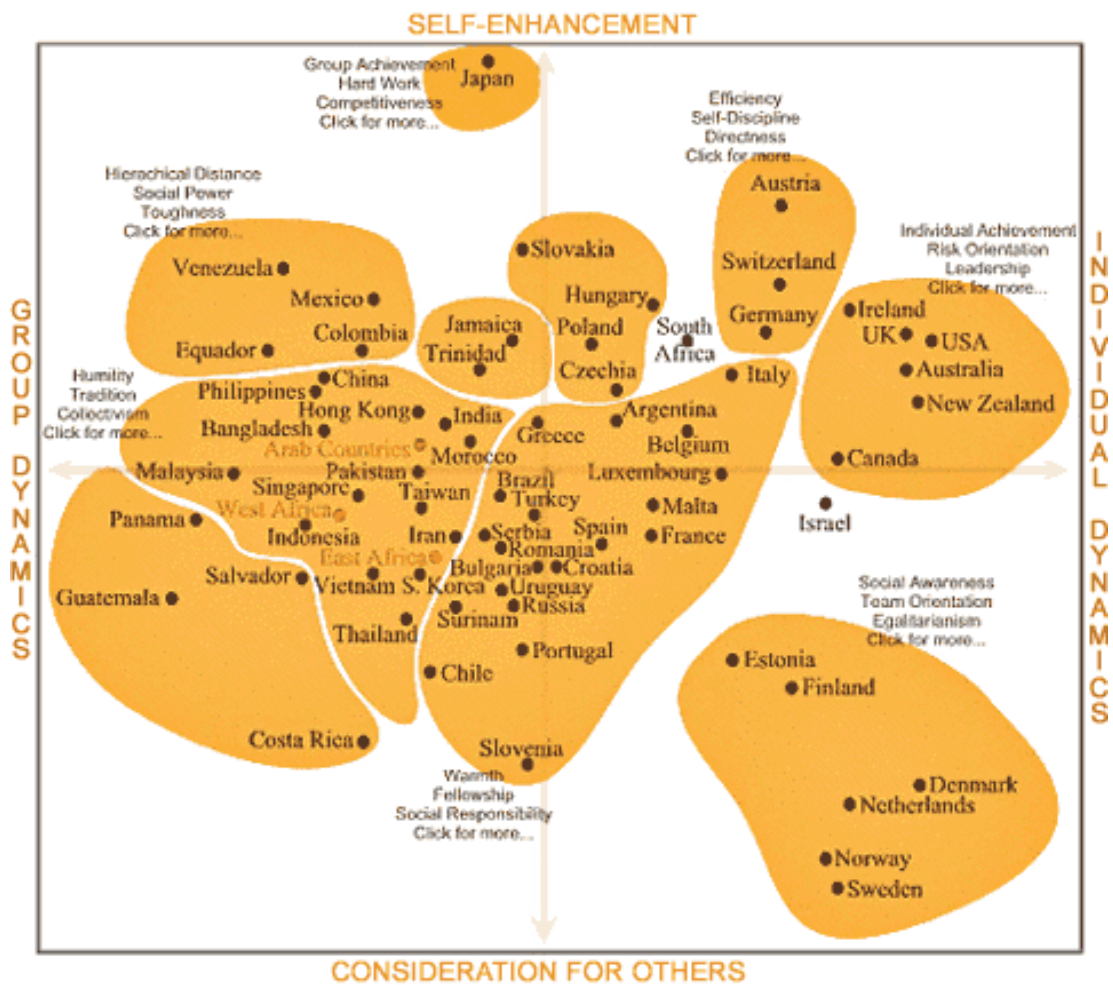 SELF-ENHANCEMENT
Group Achievement
Hard Work
Competitiveness
Click for more...
Japan
Efficiency
Self-Discipline
Directness
Click for more...
Austria
Switzerland
Germany
Hierachical Distance
Social Power
Toughness
Click for more...
Venezuela
Mexico
Colombia
Equador
Slovakia
Hungary
Poland
Czechia
Jamaica
Trinidad
South
Africa
Individual Achievement
Risk Orientation
Leadership
Click for more...
Ireland
UK
USA
Australia
New Zealand
Canada
Israel
GROUP DYNAMICS
INDIVIDUAL DYNAMICS
Humility
Tradition
Collectivism
Click for more...
China
Philippines
Hong Kong
India
Bangladesh
Arab Countries
Morocco
Malaysia
Pakistan
Singapore
Taiwan
West Africa
Indonesia
Iran
East Africa
Vietnam
S. Korea
Thailand
Panama
Salvador
Guatemala
Costa Rica
Italy
Argentina
Greece
Belgium
Luxembourg
Brazil
Turkey
Malta
Serbia
Spain
France
Romania
Bulgaria
Croatia
Uruguay
Surinam
Russia
Portugal
Chile
Slovenia
Warmth
Fellowship
Social Responsibility
Click for more...
Social Awareness
Team Orientation
Egalitarianism
Click for more...
Estonia
Finland
Denmark
Netherlands
Norway
Sweden
CONSIDERATION FOR OTHERS